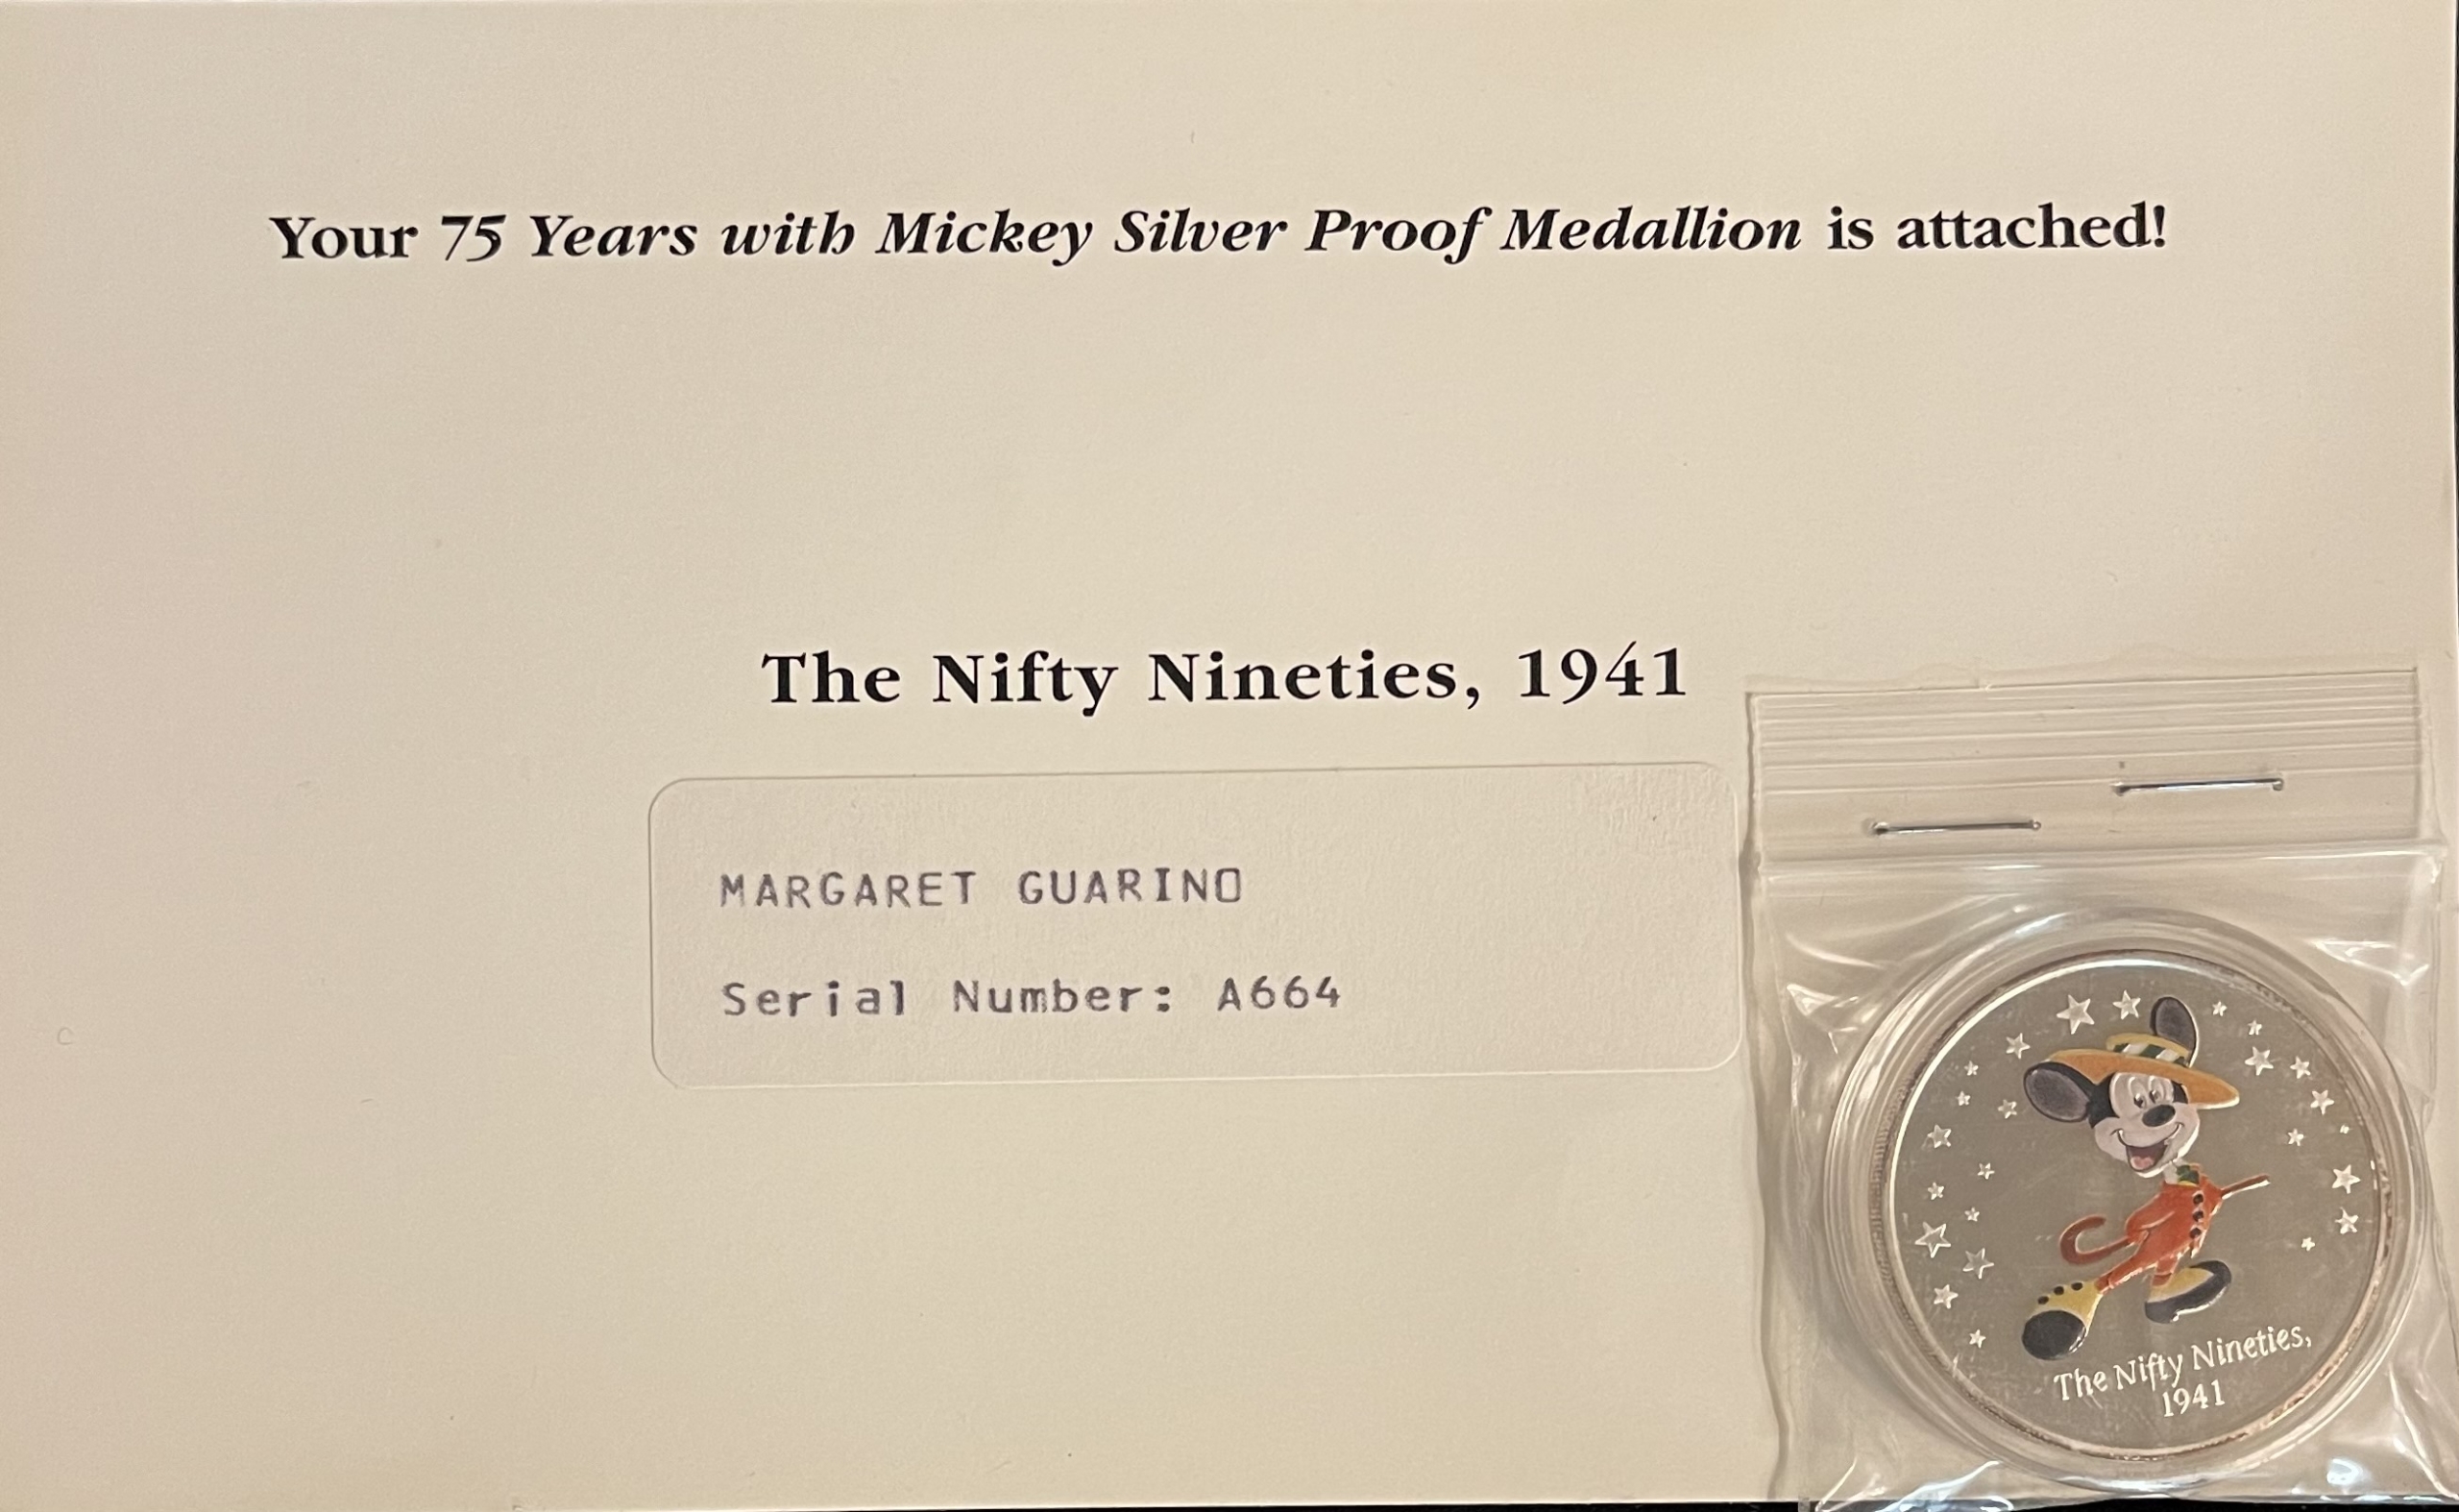 Your 75 Years with Mickey Silver Proof Medallion is attached!
The Nifty Nineties, 1941
MARGARET GUARINO
Serial Number: A664
The Nifty Nineties,
1941